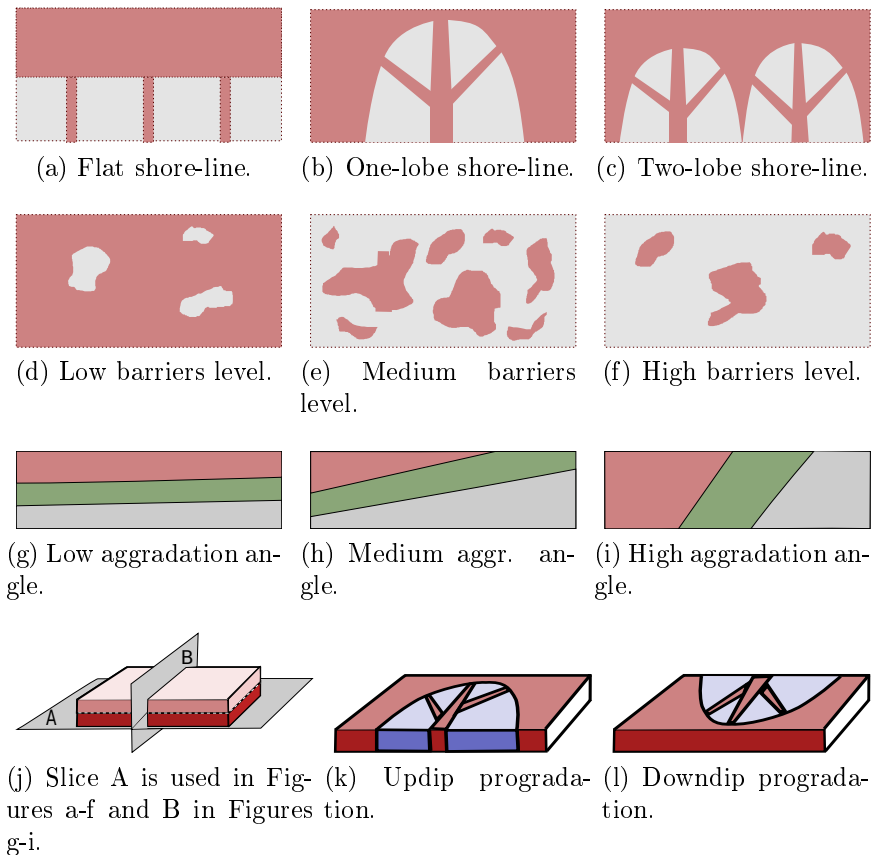 (a) Flat shore-line.
(b) One-lobe shore-line.
(c) Two-lobe shore-line.
(d) Low barriers level.
(e) Medium barriers
level.
(f) High barriers level.
(g) Low aggradation an-
gle.
(h) Medium aggr. an-
gle.
(i) High aggradation an-
gle.
A
B
(j) Slice A is used in Fig-
ures a-f and B in Figures
g-i.
(k) Updip prograda-
tion.
(l) Downdip prograda-
tion.